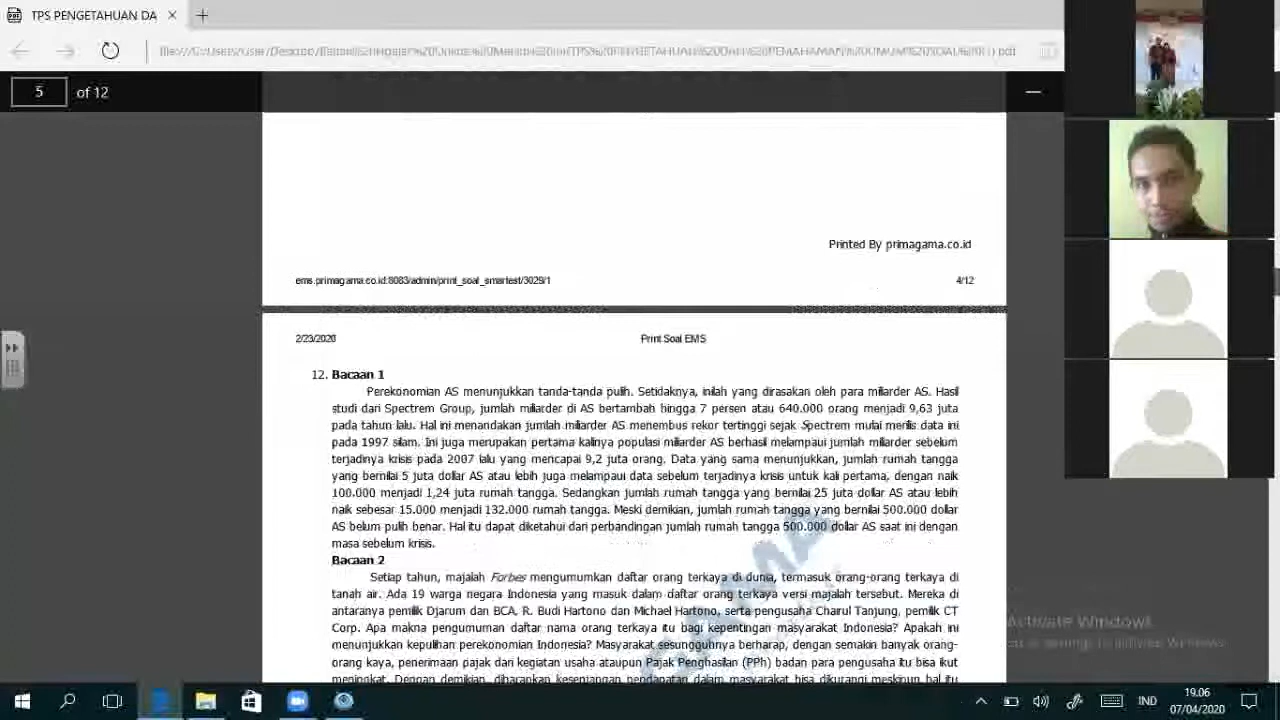 TPS PENGETAHUAN DA
5 of 12
Printed By primagama.co.id
ems.primagama.co.id:8083/admin/print_soal_smartest/3029/1
4/12
2/23/2020
Print Soal EMS
12. Bacaan 1
Perekonomian AS menunjukkan tanda-tanda pulih. Setidaknya, inilah yang dirasakan oleh para miliarder AS. Hasil
studi dari Spectrem Group, jumlah miliarder di AS bertambah hingga 7 persen atau 640.000 orang menjadi 9,63 juta
pada tahun lalu. Hal ini menandakan jumlah miliarder AS menembus rekor tertinggi sejak Spectrem mulai merilis data ini
pada 1997 silam. Ini juga merupakan pertama kalinya populasi miliarder AS berhasil melampaui jumlah miliarder sebelum
terjadinya krisis pada 2007 lalu yang mencapai 9,2 juta orang. Data yang sama menunjukkan, jumlah rumah tangga
yang bernilai 5 juta dollar AS atau lebih juga melampaui data sebelum terjadinya krisis untuk kali pertama, dengan naik
100.000 menjadi 1,24 juta rumah tangga. Sedangkan jumlah rumah tangga yang bernilai 25 juta dollar AS atau lebih
naik sebesar 15.000 menjadi 132.000 rumah tangga. Meski demikian, jumlah rumah tangga yang bernilai 500.000 dollar
AS belum pulih benar. Hal itu dapat diketahui dari perbandingan jumlah rumah tangga 500.000 dollar AS saat ini dengan
masa sebelum krisis.
Bacaan 2
Setiap tahun, majalah Forbes mengumumkan daftar orang terkaya di dunia, termasuk orang-orang terkaya di
tanah air. Ada 19 warga negara Indonesia yang masuk dalam daftar orang terkaya versi majalah tersebut. Mereka di
antaranya pemilik Djarum dan BCA, R. Budi Hartono dan Michael Hartono, serta pengusaha Chairul Tanjung, pemilik CT
Corp. Apa makna pengumuman daftar nama orang terkaya itu bagi kepentingan masyarakat Indonesia? Apakah ini
menunjukkan kepulihan perekonomian Indonesia? Masyarakat sesungguhnya berharap, dengan semakin banyak orang-
orang kaya, penerimaan pajak dari kegiatan usaha ataupun Pajak Penghasilan (PPh) badan para pengusaha itu bisa ikut
meningkat. Dengan demikian, diharapkan kesenjangan pendapatan dalam masyarakat bisa dikurangi meskipun hal itu
GAMA
Activate Windows
IND
19.06
07/04/2020